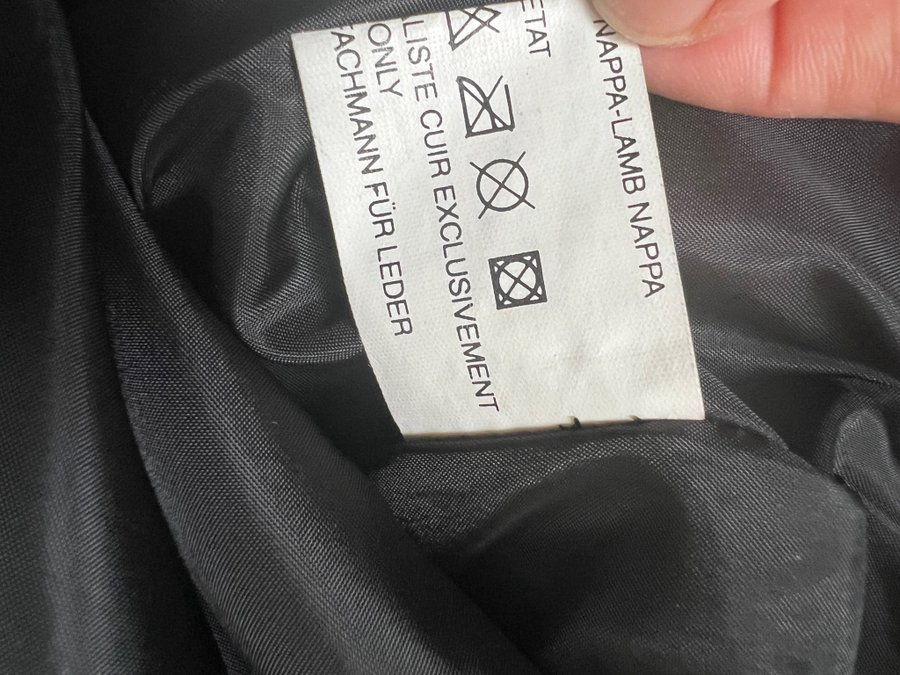 NAPPA-LAMB NAPPA
ETAT
LISTE CUIR EXCLUSIVEMENT
ONLY
ACHMANN FÜR LEDER